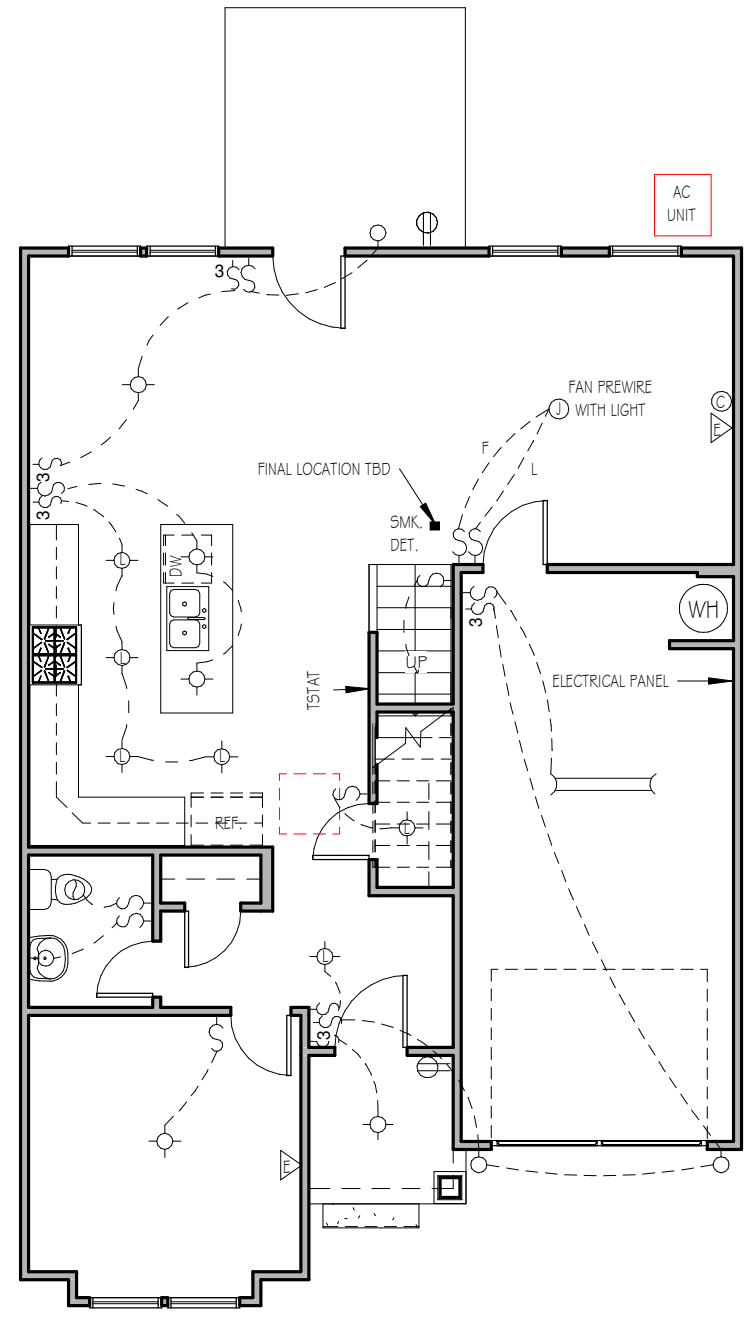 AC
UNIT
3
FAN PREWIRE
WITH LIGHT
J
C
E
F
L
3
FINAL LOCATION TBD
3
SMK.
DET.
L
DW
WH
3
UP
L
ELECTRICAL PANEL
TSTAT
N
L
L
REF.
L
L
3
E